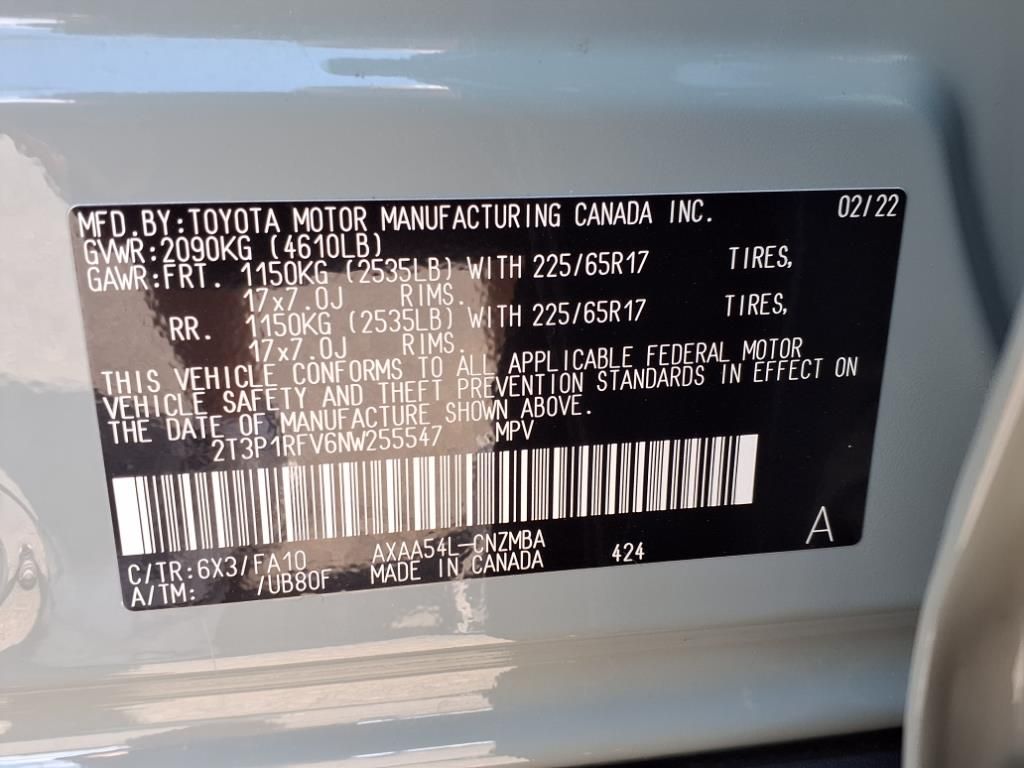 MFD.BY:TOYOTA MOTOR MANUFACTURING CANADA INC. 02/22
GVWR:2090KG (4610LB)
GAWR:FRT. 1150KG (2535LB) WITH 225/65R17 TIRES,
17x7.0J RIMS.
RR. 1150KG (2535LB) WITH 225/65R17 TIRES,
17x7.0J RIMS.
THIS VEHICLE CONFORMS TO ALL APPLICABLE FEDERAL MOTOR
VEHICLE SAFETY AND THEFT PREVENTION STANDARDS IN EFFECT ON
THE DATE OF MANUFACTURE SHOWN ABOVE.
2T3P1RFV6NW255547 MPV
A
C/TR:6X3/FA10 AXAA54L-CNZMBA 424
A/TM: /UB80F MADE IN CANADA